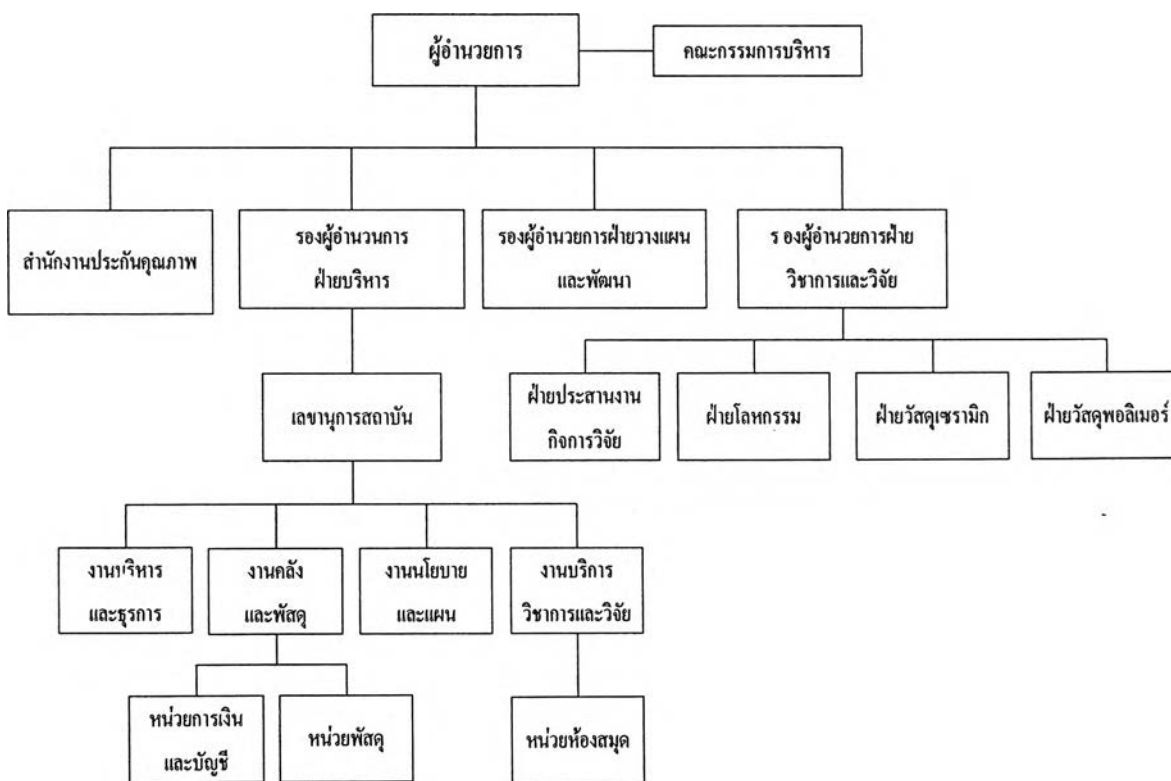 ผู้อำนวยการ
คณะกรรมการบริหาร
สำนักงานประกันคุณภาพ
รองผู้อำนวนการ
ฝ่ายบริหาร
รองผู้อำนวยการฝ่ายวางแผน
และพัฒนา
ร องผู้อำนวยการฝ่าย
วิชาการและวิจัย
เลขานุการสถาบัน
ฝ่ายประสานงาน
กิจการวิจัย
ฝ่ายโลหกรรม
ฝ่ายวัสดุเซรามิก
ฝ่ายวัสดุพอลิเมอร์
งานบริหาร
และธุรการ
งานคลัง
และพัสดุ
งานนโยบาย
และแผน
งานบริการ
วิชาการและวิจัย
หน่วยการเงิน
และบัญชี
หน่วยพัสดุ
หน่วยห้องสมุด